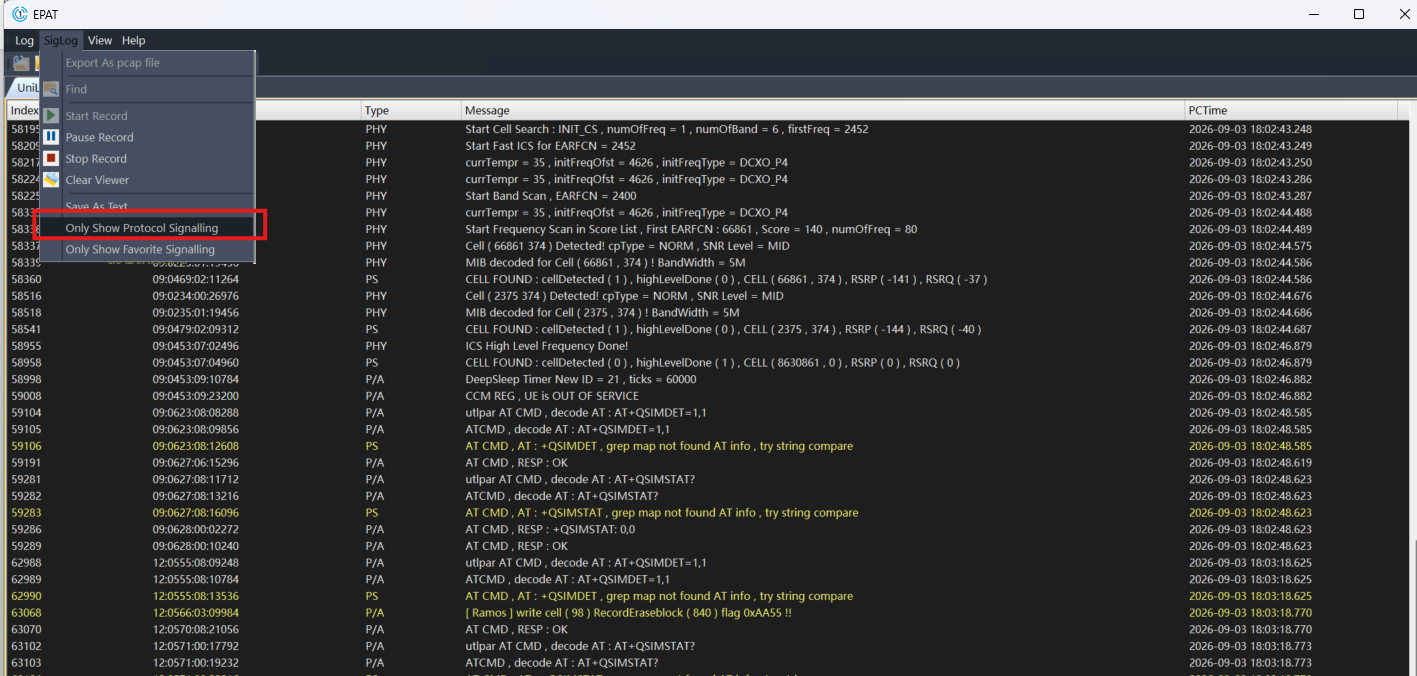 EPAT
Log SigLog View Help
Export As pcap file
Find
Start Record
Pause Record
Stop Record
Clear Viewer
Save As Text
Only Show Protocol Signalling
Only Show Favorite Signalling
UniL
Index Type Message PCTime
58195 PHY Start Cell Search : INIT_CS , numOfFreq = 1 , numOfBand = 6 , firstFreq = 2452 2026-09-03 18:02:43.248
58209 PHY Start Fast ICS for EARFCN = 2452 2026-09-03 18:02:43.249
58217 PHY currTempr = 35 , initFreqOfst = 4626 , initFreqType = DCXO_P4 2026-09-03 18:02:43.250
58224 PHY currTempr = 35 , initFreqOfst = 4626 , initFreqType = DCXO_P4 2026-09-03 18:02:43.286
58225 PHY Start Band Scan , EARFCN = 2400 2026-09-03 18:02:43.287
PHY currTempr = 35 , initFreqOfst = 4626 , initFreqType = DCXO_P4 2026-09-03 18:02:44.488
PHY Start Frequency Scan in Score List , First EARFCN : 66861 , Score = 140 , numOfFreq = 80 2026-09-03 18:02:44.489
58337 PHY Cell ( 66861 374 ) Detected! cpType = NORM , SNR Level = MID 2026-09-03 18:02:44.575
58339 PHY MIB decoded for Cell ( 66861 , 374 ) ! BandWidth = 5M 2026-09-03 18:02:44.586
58360 09:0469:02:11264 PS CELL FOUND : cellDetected ( 1 ) , highLevelDone ( 0 ) , CELL ( 66861 , 374 ) , RSRP ( -141 ) , RSRQ ( -37 ) 2026-09-03 18:02:44.586
58516 09:0234:00:26976 PHY Cell ( 2375 374 ) Detected! cpType = NORM , SNR Level = MID 2026-09-03 18:02:44.676
58518 09:0235:01:19456 PHY MIB decoded for Cell ( 2375 , 374 ) ! BandWidth = 5M 2026-09-03 18:02:44.686
58541 09:0479:02:09312 PS CELL FOUND : cellDetected ( 1 ) , highLevelDone ( 0 ) , CELL ( 2375 , 374 ) , RSRP ( -144 ) , RSRQ ( -40 ) 2026-09-03 18:02:44.687
58955 09:0453:07:02496 PHY ICS High Level Frequency Done! 2026-09-03 18:02:46.879
58958 09:0453:07:04960 PS CELL FOUND : cellDetected ( 0 ) , highLevelDone ( 1 ) , CELL ( 8630861 , 0 ) , RSRP ( 0 ) , RSRQ ( 0 ) 2026-09-03 18:02:46.879
58998 09:0453:09:10784 P/A DeepSleep Timer New ID = 21 , ticks = 60000 2026-09-03 18:02:46.882
59008 09:0453:09:23200 P/A CCM REG , UE is OUT OF SERVICE 2026-09-03 18:02:46.882
59104 09:0623:08:08288 P/A utlpar AT CMD , decode AT : AT+QSIMDET=1,1 2026-09-03 18:02:48.585
59105 09:0623:08:09856 P/A ATCMD , decode AT : AT+QSIMDET=1,1 2026-09-03 18:02:48.585
59106 09:0623:08:12608 PS AT CMD , AT : +QSIMDET , grep map not found AT info , try string compare 2026-09-03 18:02:48.585
59191 09:0627:06:15296 P/A AT CMD , RESP : OK 2026-09-03 18:02:48.619
59281 09:0627:08:11712 P/A utlpar AT CMD , decode AT : AT+QSIMSTAT? 2026-09-03 18:02:48.623
59282 09:0627:08:13216 P/A ATCMD , decode AT : AT+QSIMSTAT? 2026-09-03 18:02:48.623
59283 09:0627:08:16096 PS AT CMD , AT : +QSIMSTAT , grep map not found AT info , try string compare 2026-09-03 18:02:48.623
59286 09:0628:00:02272 P/A AT CMD , RESP : +QSIMSTAT: 0,0 2026-09-03 18:02:48.623
59289 09:0628:00:10240 P/A AT CMD , RESP : OK 2026-09-03 18:02:48.623
62988 12:0555:08:09248 P/A utlpar AT CMD , decode AT : AT+QSIMDET=1,1 2026-09-03 18:03:18.625
62989 12:0555:08:10784 P/A ATCMD , decode AT : AT+QSIMDET=1,1 2026-09-03 18:03:18.625
62990 12:0555:08:13536 PS AT CMD , AT : +QSIMDET , grep map not found AT info , try string compare 2026-09-03 18:03:18.625
63068 12:0566:03:09984 P/A [ Ramos ] write cell ( 98 ) RecordEraseblock ( 840 ) flag 0xAA55 !! 2026-09-03 18:03:18.770
63070 12:0570:08:21056 P/A AT CMD , RESP : OK 2026-09-03 18:03:18.770
63102 12:0571:00:17792 P/A utlpar AT CMD , decode AT : AT+QSIMSTAT? 2026-09-03 18:03:18.773
63103 12:0571:00:19232 P/A ATCMD , decode AT : AT+QSIMSTAT? 2026-09-03 18:03:18.773